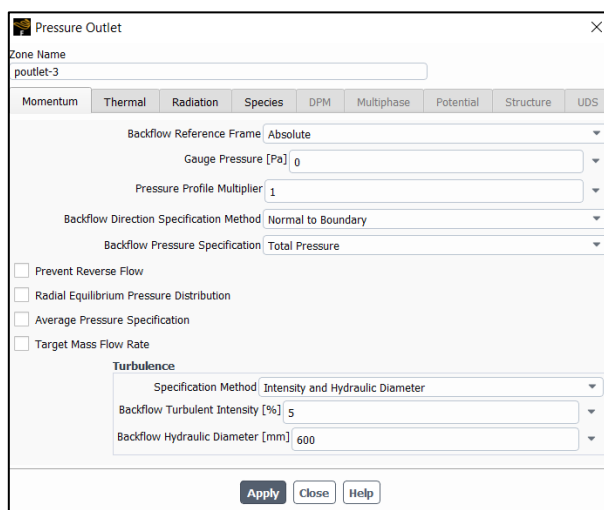 Pressure Outlet
Zone Name
poutlet-3
Momentum Thermal Radiation Species DPM Multiphase Potential Structure UDS
Backflow Reference Frame Absolute
Gauge Pressure [Pa] 0
Pressure Profile Multiplier 1
Backflow Direction Specification Method Normal to Boundary
Backflow Pressure Specification Total Pressure
Prevent Reverse Flow
Radial Equilibrium Pressure Distribution
Average Pressure Specification
Target Mass Flow Rate
Turbulence
Specification Method Intensity and Hydraulic Diameter
Backflow Turbulent Intensity [%] 5
Backflow Hydraulic Diameter [mm] 600
Apply Close Help